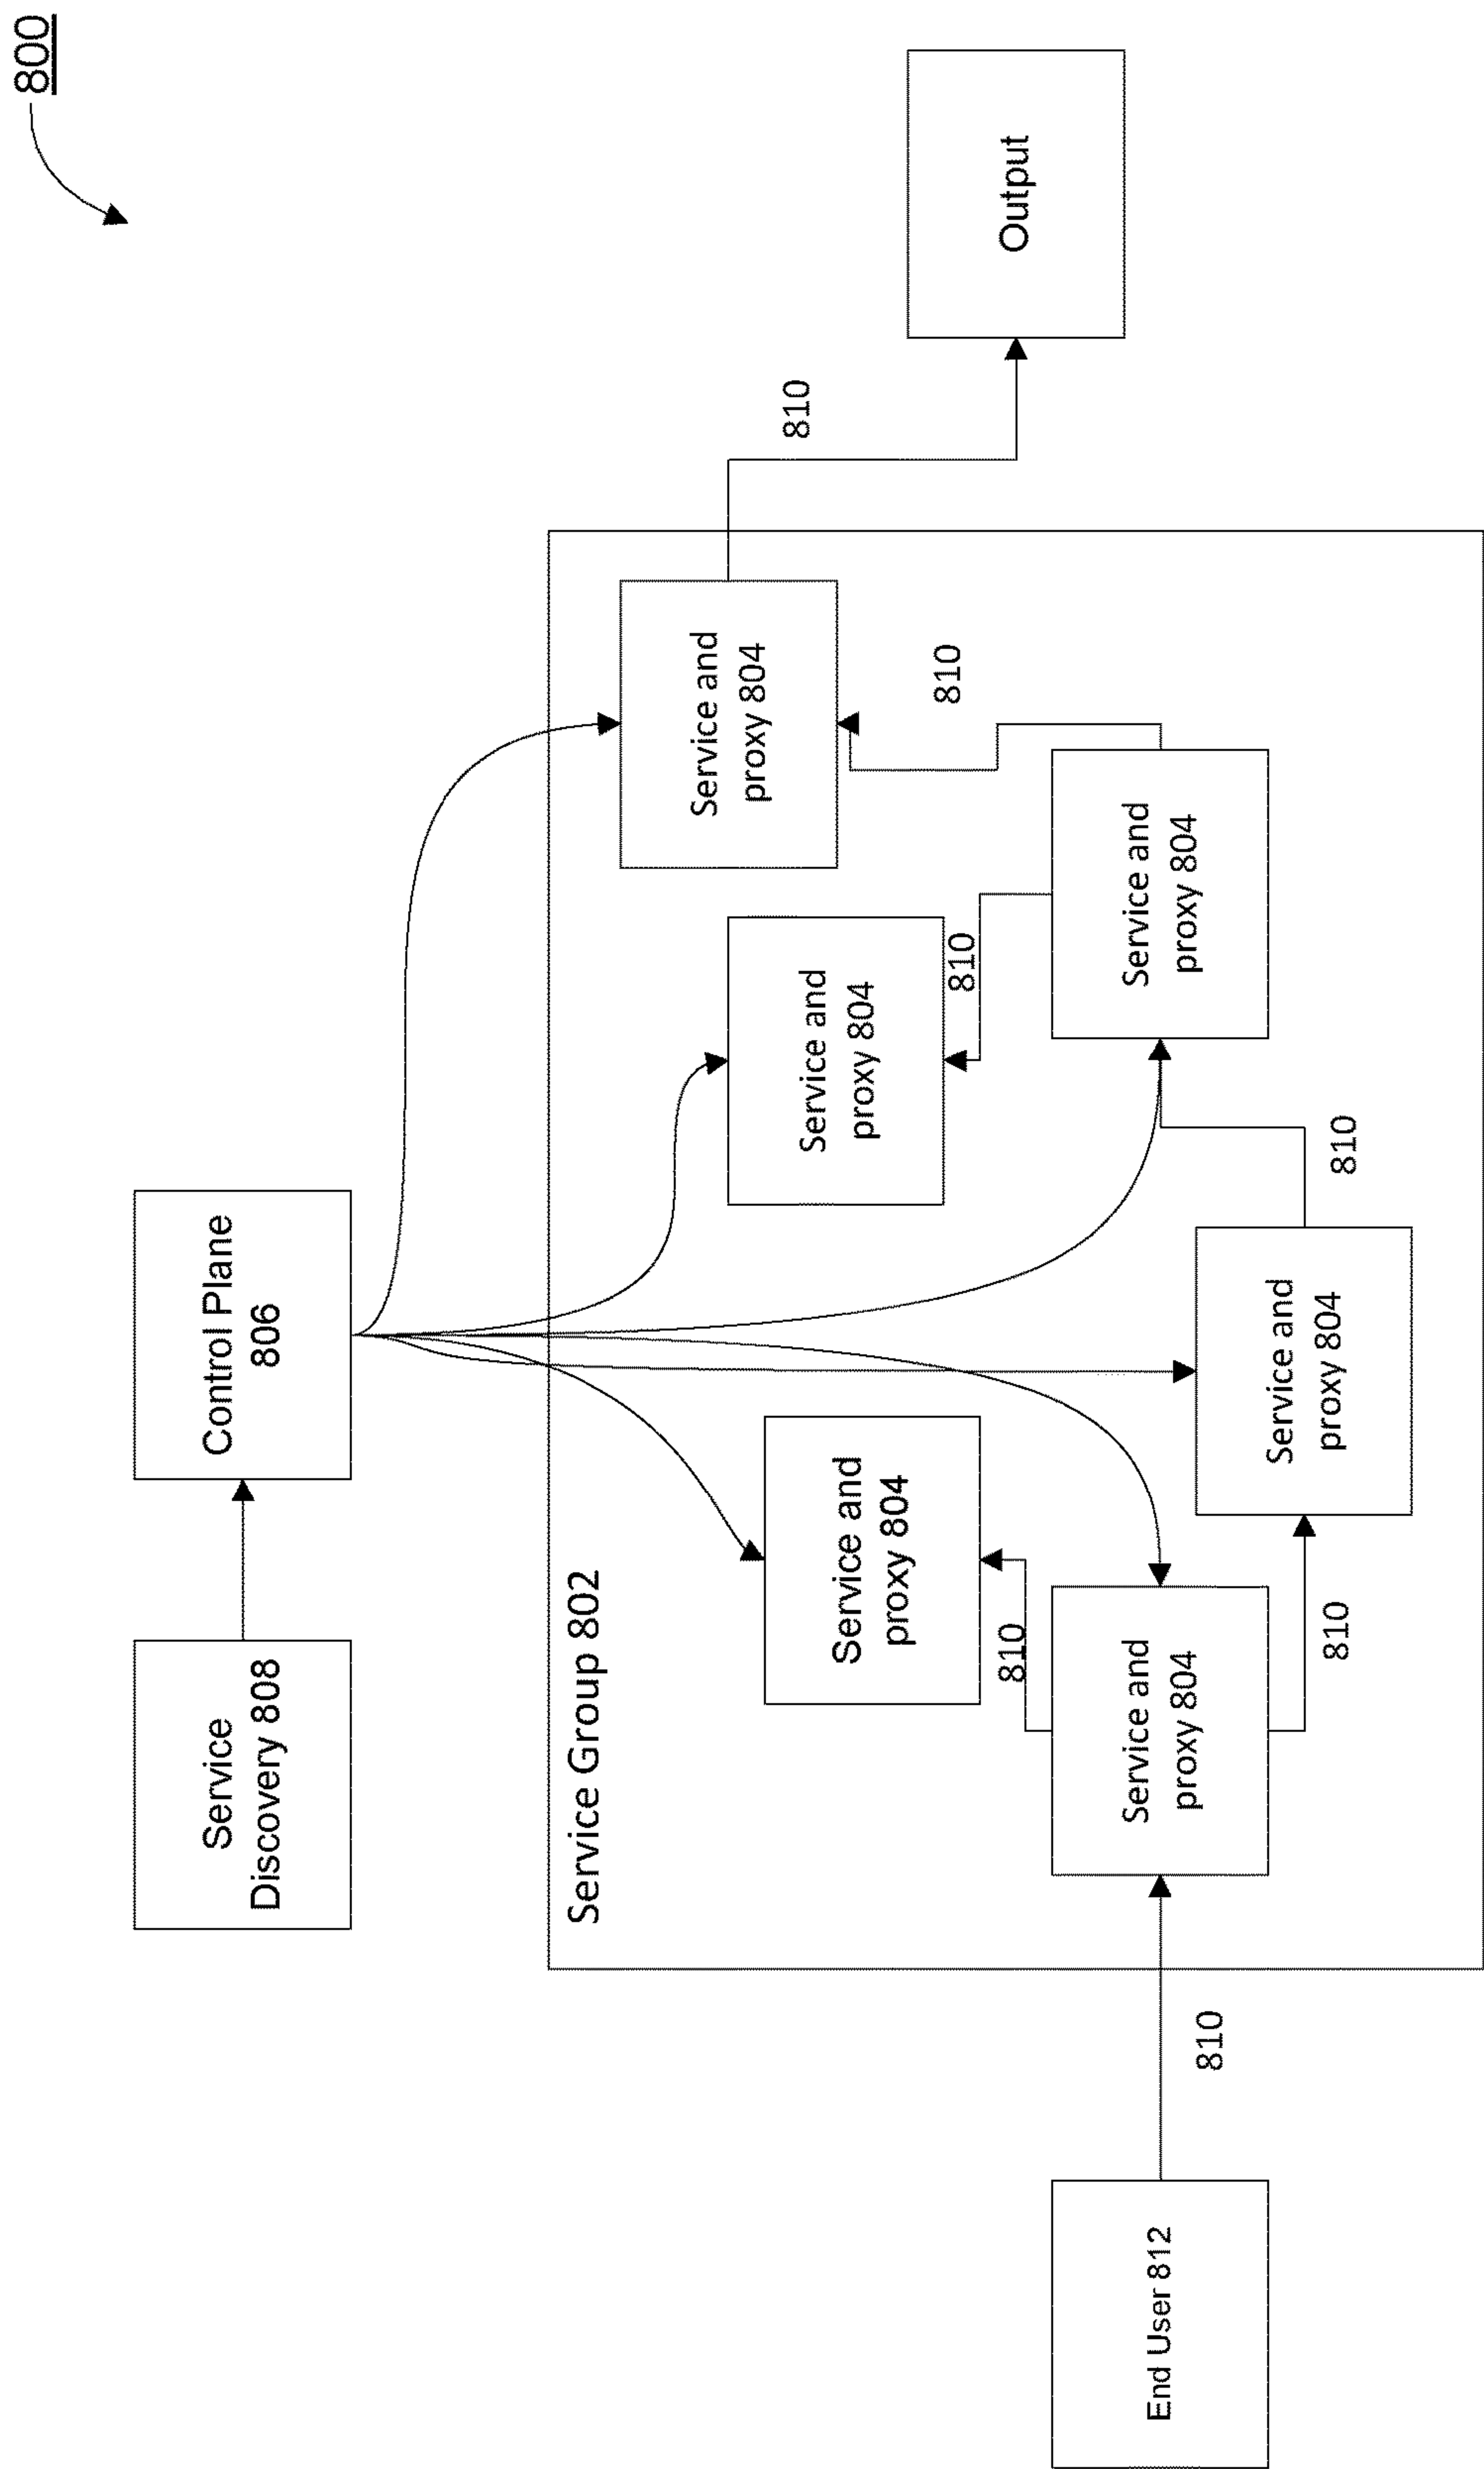 800
Service
Discovery 808
Control Plane
806
Service Group 802
Service and
proxy 804
810
Output
Service and
proxy 804
810
Service and
proxy 804
810
810
Service and
proxy 804
Service and
proxy 804
End User 812
810
810
Service and
proxy 804
810